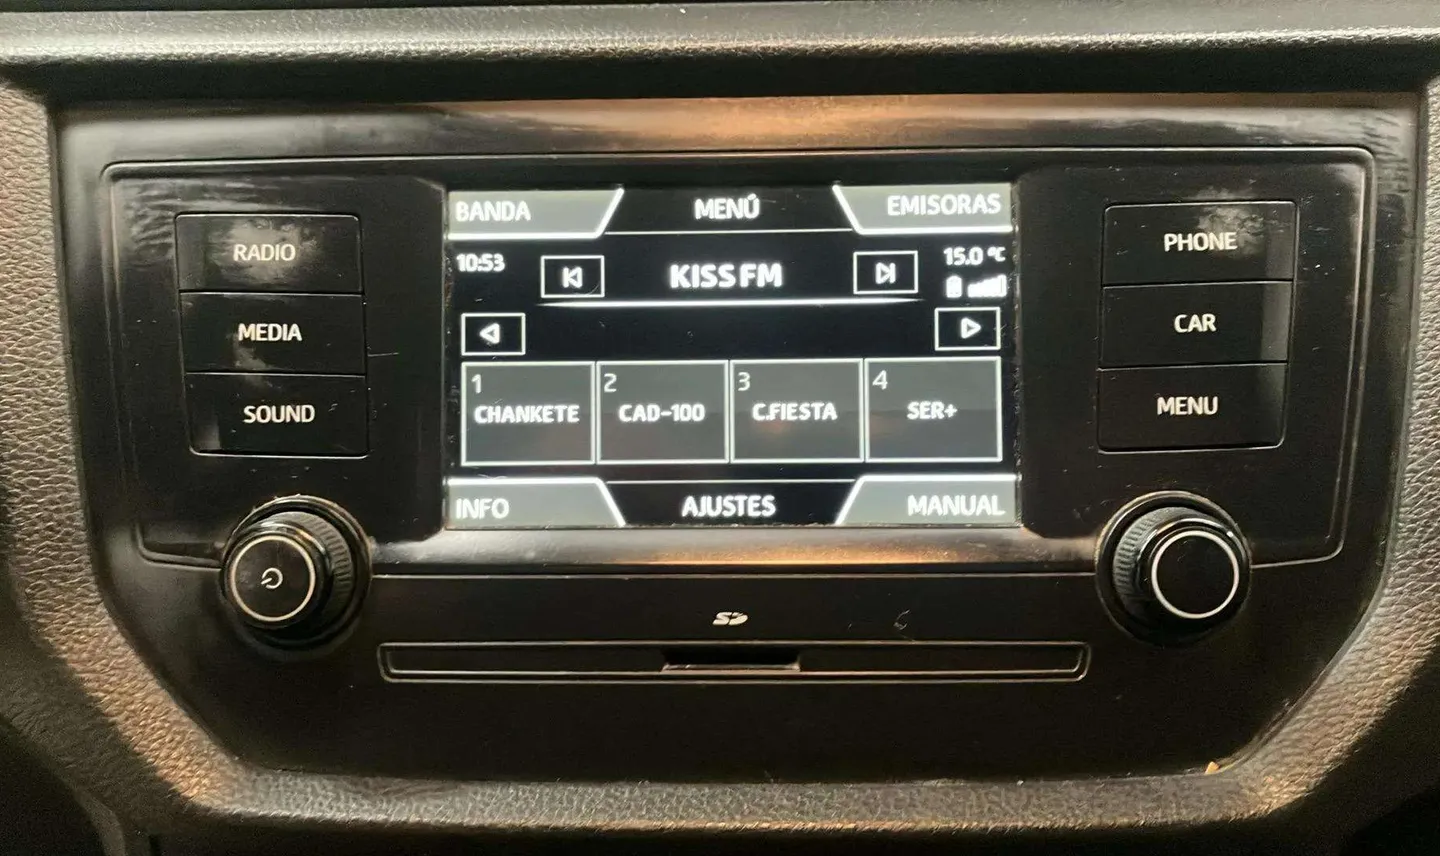 RADIO
MEDIA
SOUND
BANDA
MENÚ
EMISORAS
10:53
KISS FM
15.0 °C
1
CHANKETE
2
CAD-100
3
C.FIESTA
4
SER+
INFO
AJUSTES
MANUAL
PHONE
CAR
MENU
SD